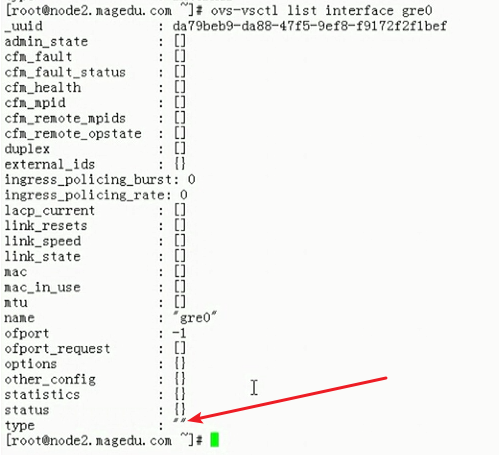 [root@node2.magedu.com ~]# ovs-vsctl list interface gre0
_uuid : da79beb9-da88-47f5-9ef8-f9172f2f1bef
admin_state : []
cfm_fault : []
cfm_fault_status : []
cfm_health : []
cfm_mpid : []
cfm_remote_mpids : []
cfm_remote_opstate : []
duplex : []
external_ids : {}
ingress_policing_burst: 0
ingress_policing_rate: 0
lacp_current : []
link_resets : []
link_speed : []
link_state : []
mac : []
mac_in_use : []
mtu : []
name : "gre0"
ofport : -1
ofport_request : []
options : {}
other_config : {}
statistics : {}
status : {}
type : ""
[root@node2.magedu.com ~]#